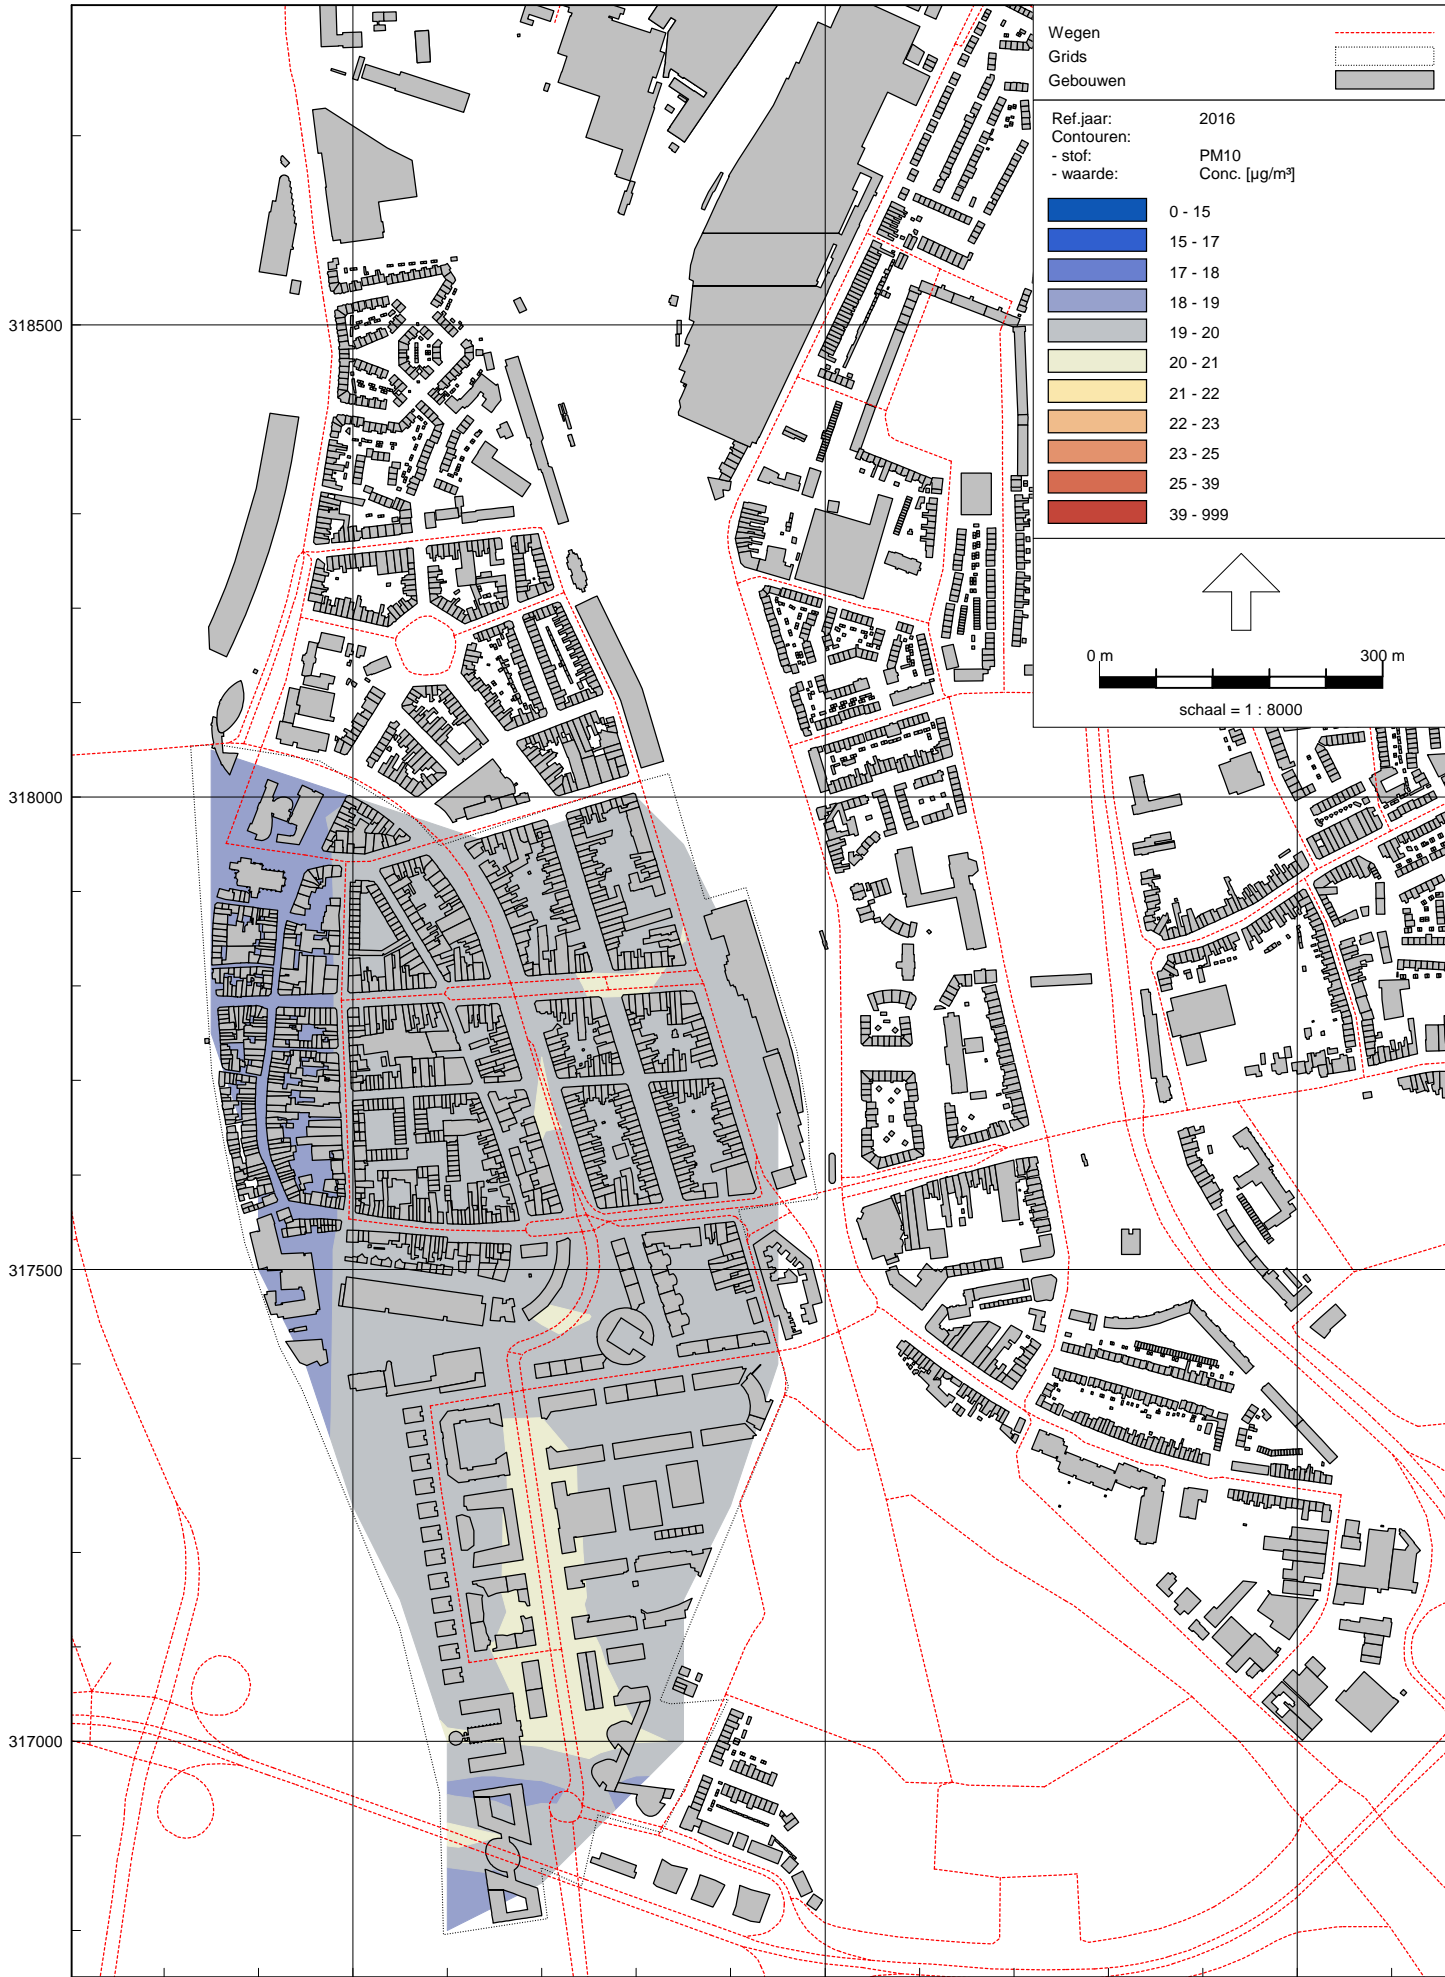 Wegen
Grids
Gebouwen
Ref.jaar: 2016
Contouren:
- stof: PM10
- waarde: Conc. [µg/m³]
0 - 15
15 - 17
17 - 18
18 - 19
19 - 20
20 - 21
21 - 22
22 - 23
23 - 25
25 - 39
39 - 999
0 m 300 m
schaal = 1 : 8000
318500
318000
317500
317000